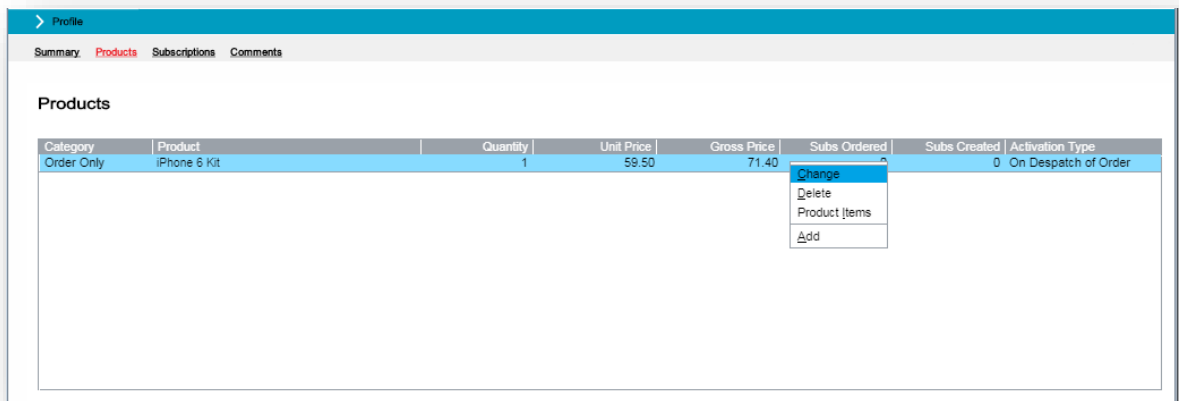 Profile
Summary Products Subscriptions Comments
Products
Category Product Quantity Unit Price Gross Price Subs Ordered Subs Created Activation Type
Order Only iPhone 6 Kit 1 59.50 71.40 0 On Despatch of Order
Change
Delete
Product Items
Add